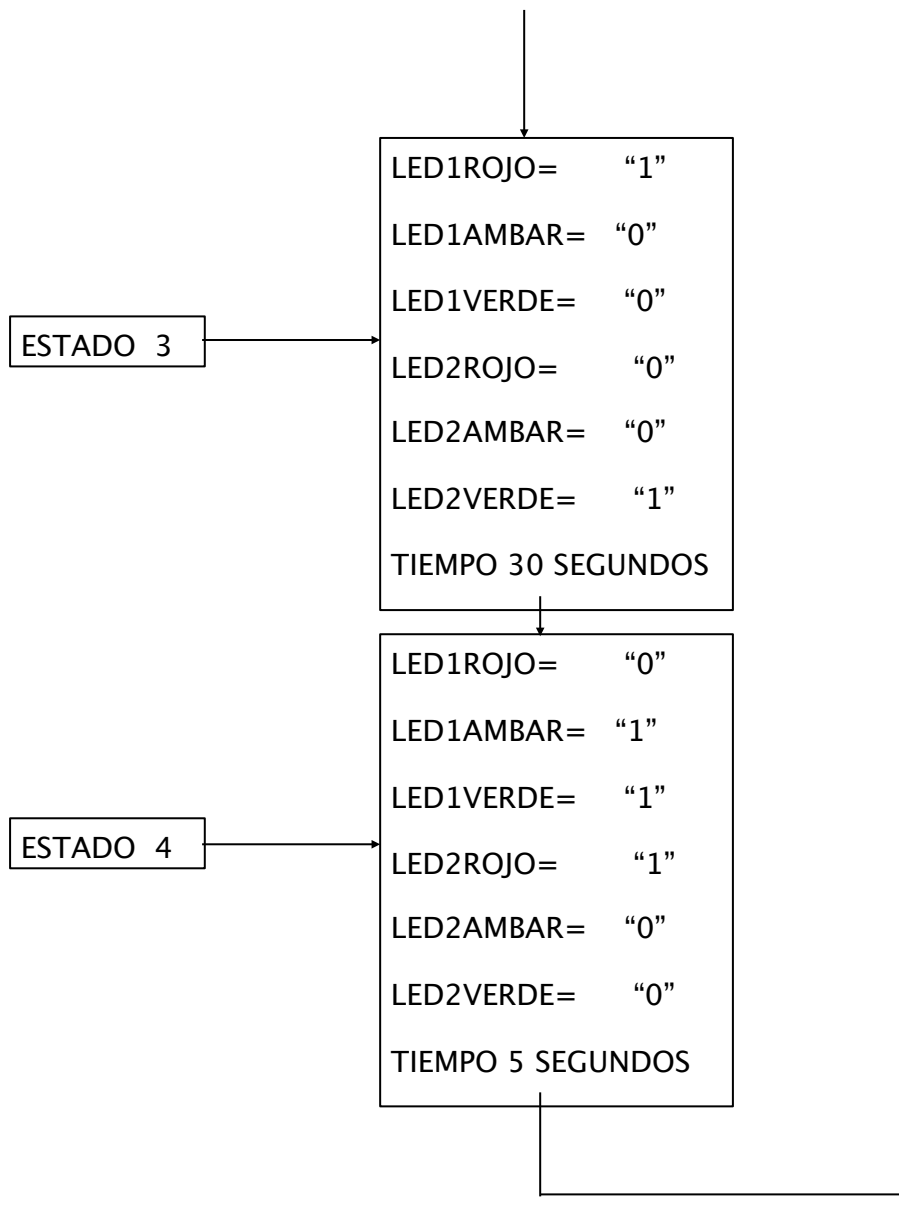 LED1ROJO= “1”
LED1AMBAR= “0”
LED1VERDE= “0”
ESTADO 3
LED2ROJO= “0”
LED2AMBAR= “0”
LED2VERDE= “1”
TIEMPO 30 SEGUNDOS
LED1ROJO= “0”
LED1AMBAR= “1”
LED1VERDE= “1”
ESTADO 4
LED2ROJO= “1”
LED2AMBAR= “0”
LED2VERDE= “0”
TIEMPO 5 SEGUNDOS